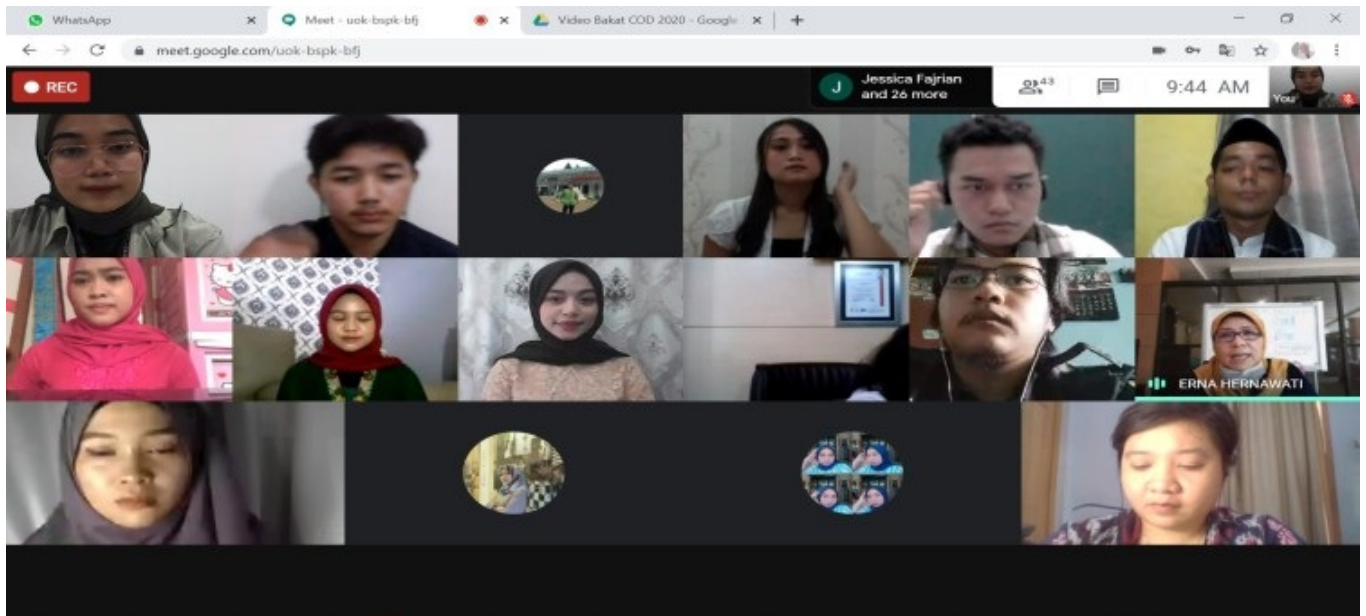 WhatsApp
Meet - uok-bspk-bfj
Video Bakat COD 2020 - Google
meet.google.com/uok-bspk-bfj
REC
J
Jessica Fajrian
and 26 more
43
9:44 AM
You
ERNA HERNAWATI